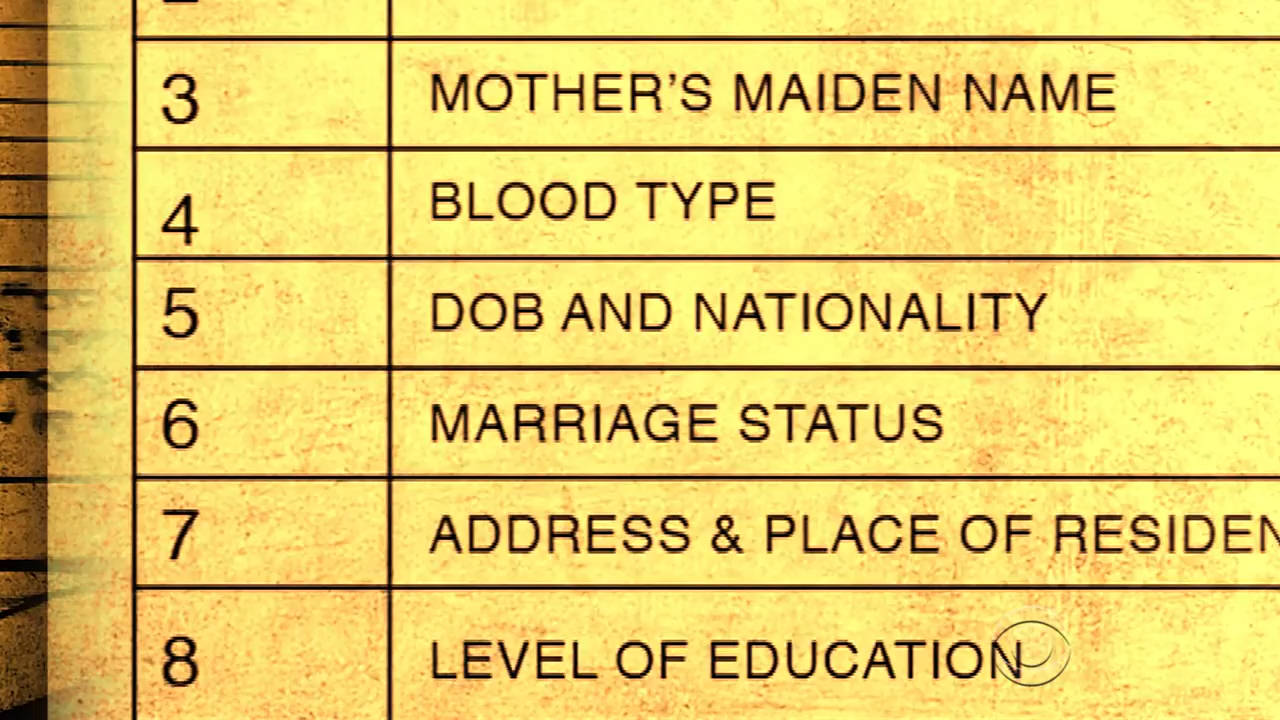 3 MOTHER'S MAIDEN NAME
4 BLOOD TYPE
5 DOB AND NATIONALITY
6 MARRIAGE STATUS
7 ADDRESS & PLACE OF RESIDEN
8 LEVEL OF EDUCATION